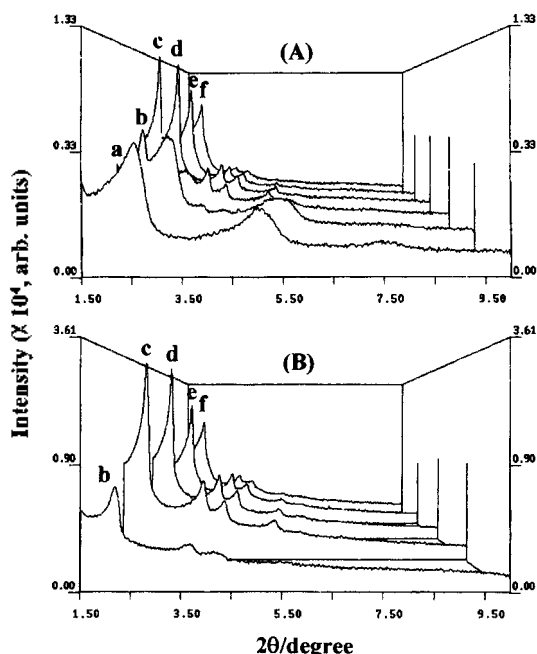 1.33 1.33
c d (A)
e f
b
a
0.33 0.33
0.00 0.00
1.50 3.50 5.50 7.50 9.50
Intensity (χ 10⁴, arb. units)
3.61 3.61
c d (B)
e f
0.90 0.90
b
0.00 0.00
1.50 3.50 5.50 7.50 9.50
2θ/degree